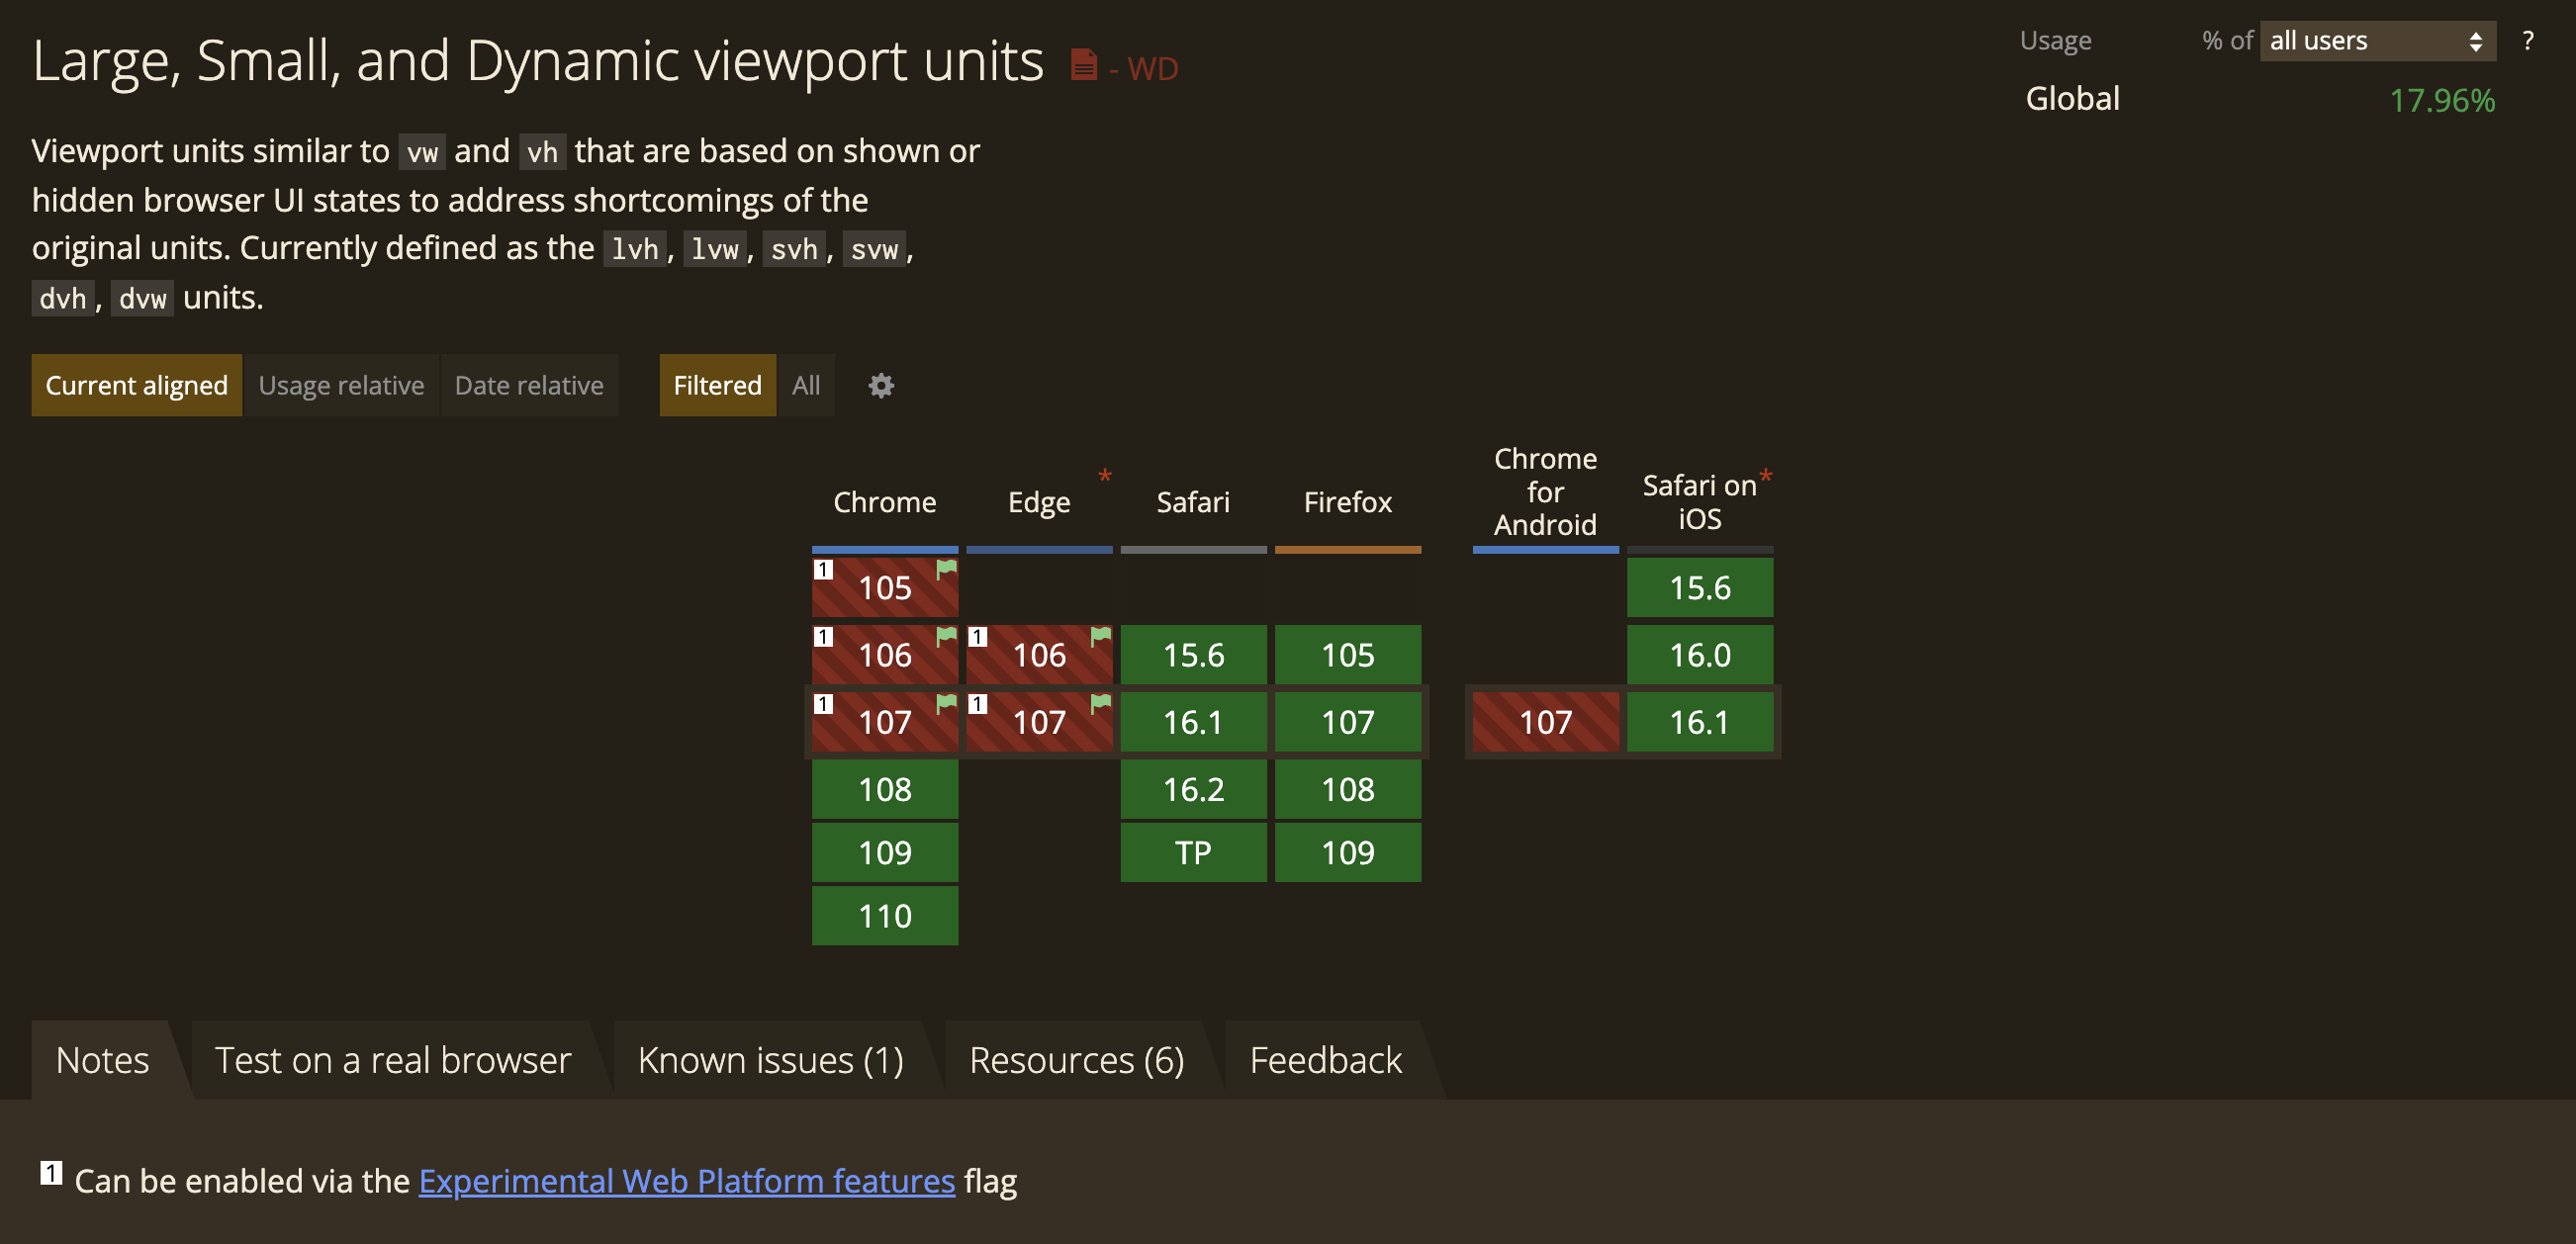 Large, Small, and Dynamic viewport units - WD
Usage % of all users ?
Global 17.96%
Viewport units similar to vw and vh that are based on shown or
hidden browser UI states to address shortcomings of the
original units. Currently defined as the lvh, lvw, svh, svw,
dvh, dvw units.
Current aligned Usage relative Date relative Filtered All
Chrome Edge * Safari Firefox Chrome for Android Safari on iOS *
1 105 15.6
1 106 1 106 15.6 105 16.0
1 107 1 107 16.1 107 107 16.1
108 16.2 108
109 TP 109
110
Notes Test on a real browser Known issues (1) Resources (6) Feedback
1 Can be enabled via the Experimental Web Platform features flag